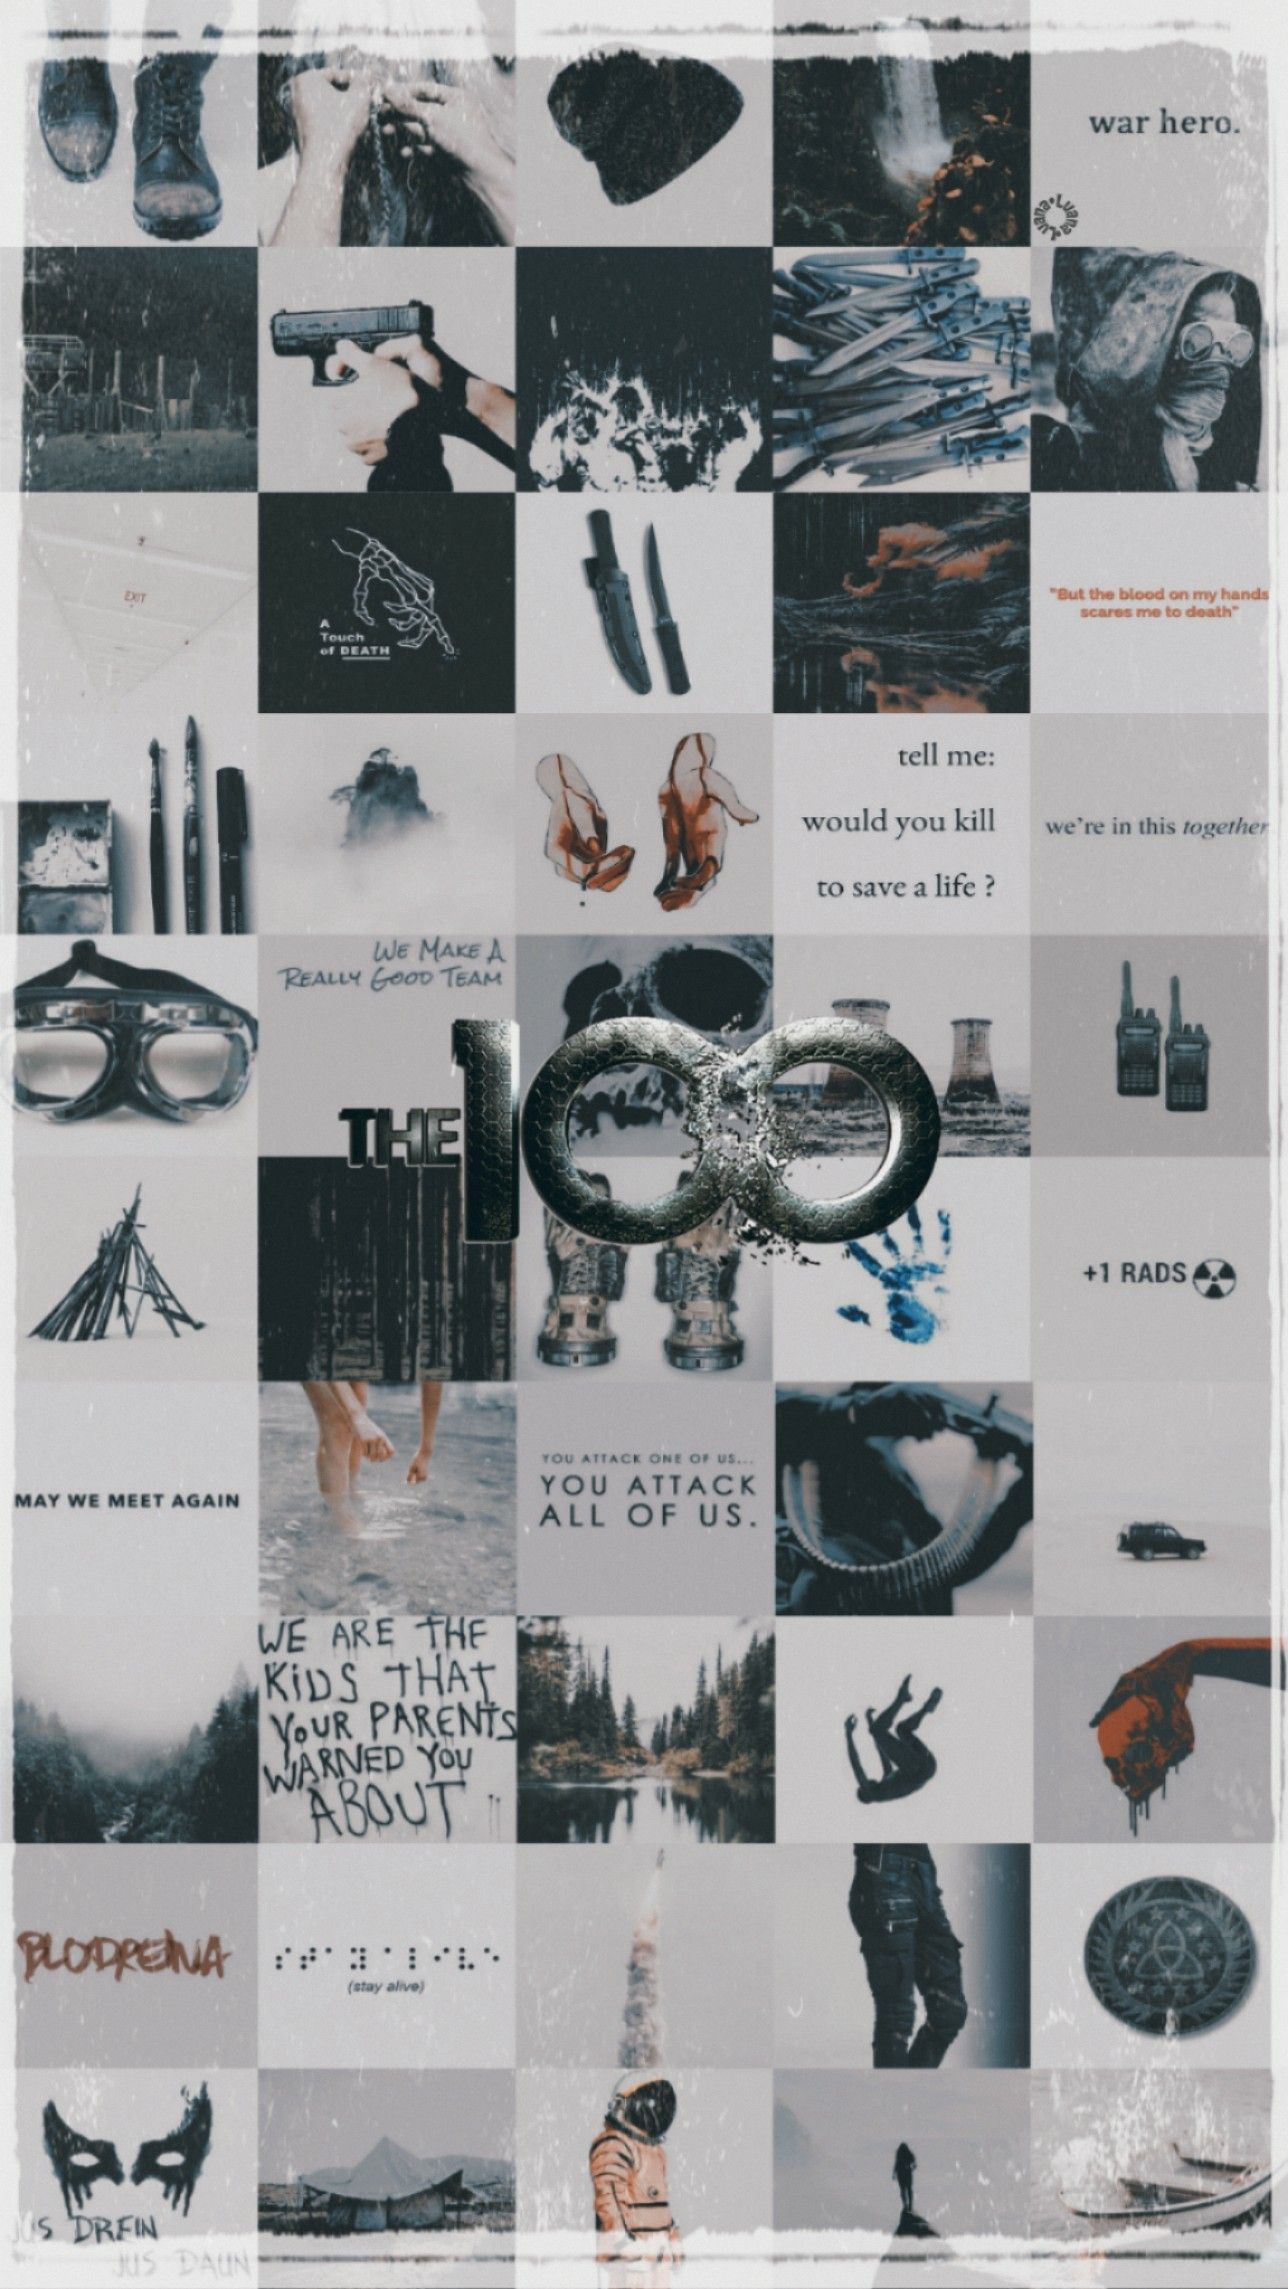 war hero.
Luana•Luana•
EXIT
A
Touch
of DEATH
"But the blood on my hands
scares me to death"
tell me:
would you kill
to save a life ?
we're in this together
WE MAKE A
REALLY GOOD TEAM
THE 100
+1 RADS
MAY WE MEET AGAIN
YOU ATTACK ONE OF US...
YOU ATTACK
ALL OF US.
WE ARE THE
KIDS THAT
YOUR PARENTS
WARNED YOU
ABOUT
BLODREINA
(stay alive)
JUS DREIN
JUS DAUN